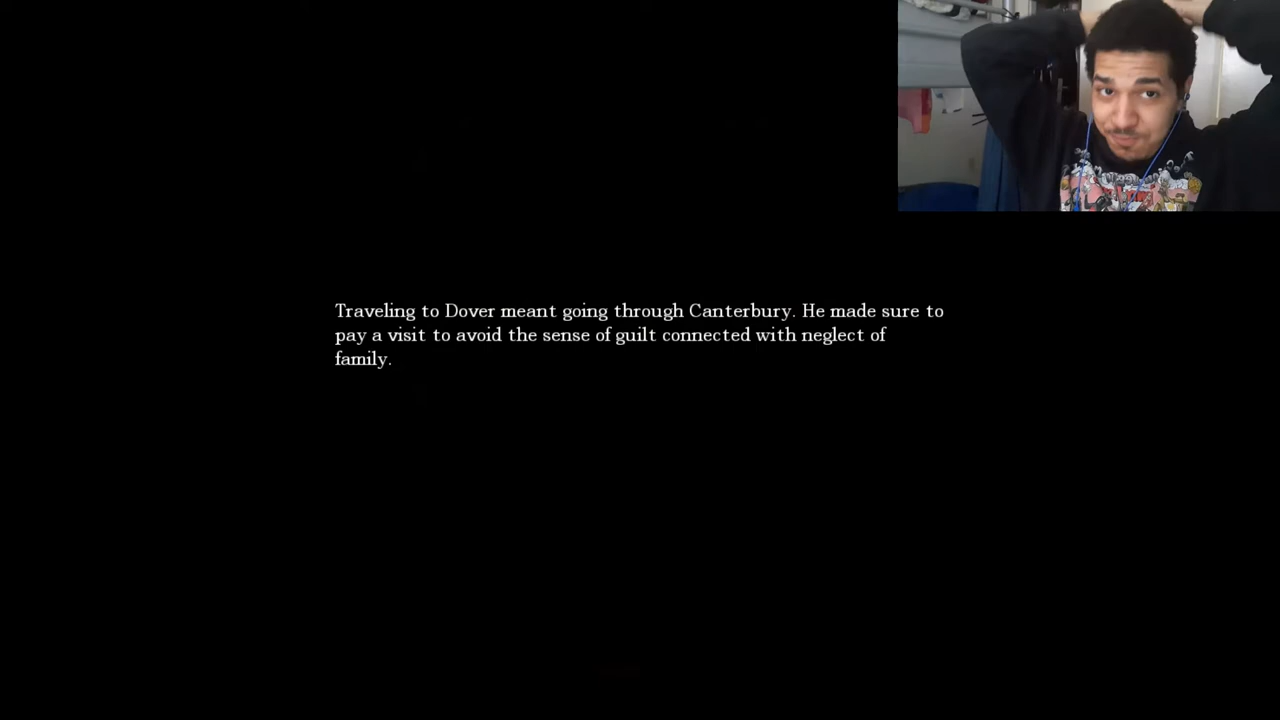 Traveling to Dover meant going through Canterbury. He made sure to
pay a visit to avoid the sense of guilt connected with neglect of
family.